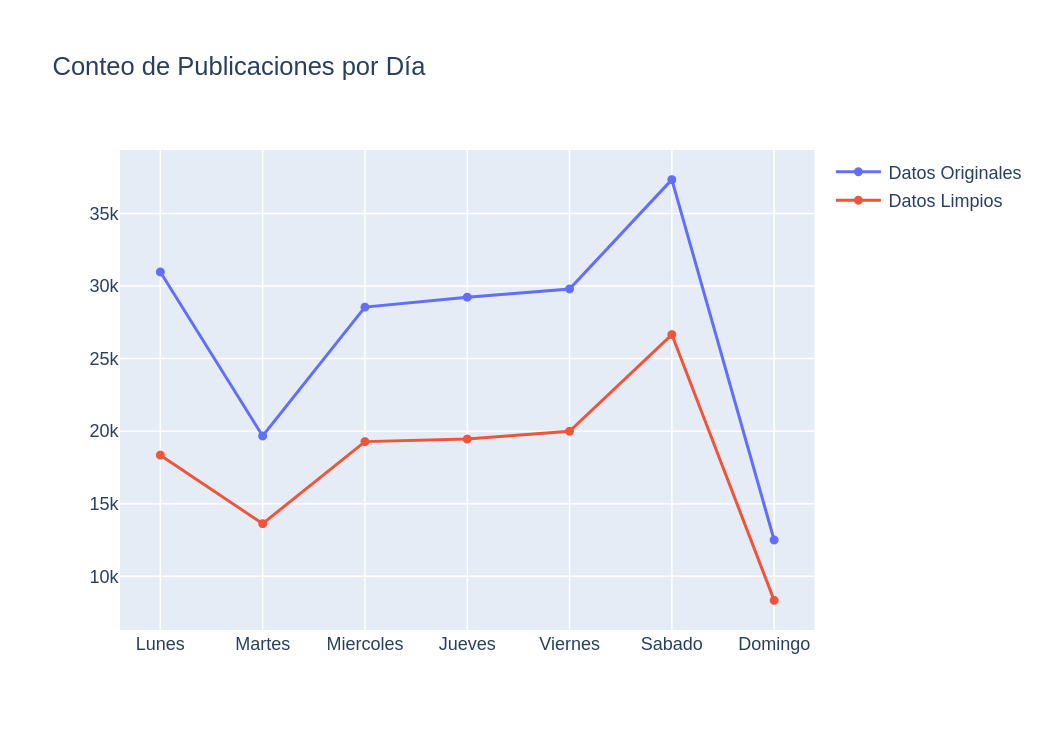 Conteo de Publicaciones por Día
Datos Originales
Datos Limpios
35k
30k
25k
20k
15k
10k
Lunes Martes Miercoles Jueves Viernes Sabado Domingo